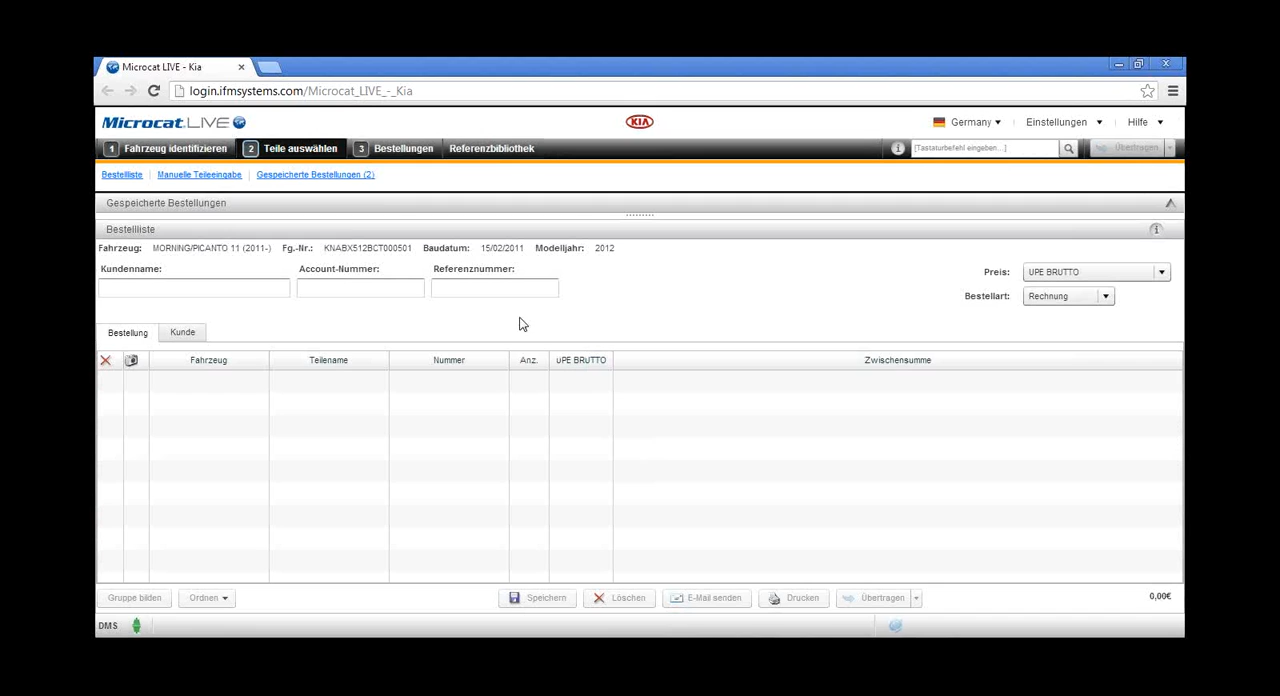 Microcat LIVE - Kia
login.ifmsystems.com/Microcat_LIVE_-_Kia
Microcat.LIVE KIA Germany Einstellungen Hilfe
1 Fahrzeug identifizieren 2 Teile auswählen 3 Bestellungen Referenzbibliothek [Tastaturbefehl eingeben...] Übertragen
Bestellliste Manuelle Teileeingabe Gespeicherte Bestellungen (2)
Gespeicherte Bestellungen
Bestellliste
Fahrzeug: MORNING/PICANTO 11 (2011-) Fg.-Nr.: KNABX512BCT000501 Baudatum: 15/02/2011 Modelljahr: 2012
Kundenname: Account-Nummer: Referenznummer: Preis: UPE BRUTTO
Bestellart: Rechnung
Bestellung Kunde
Fahrzeug Teilename Nummer Anz. UPE BRUTTO Zwischensumme
Gruppe bilden Ordnen Speichern Löschen E-Mail senden Drucken Übertragen 0,00€
DMS